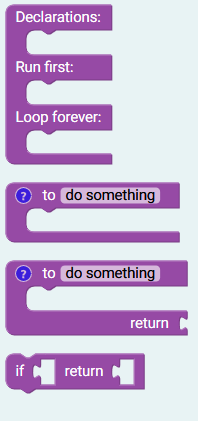 Declarations:
Run first:
Loop forever:
? to do something
? to do something
return
if return